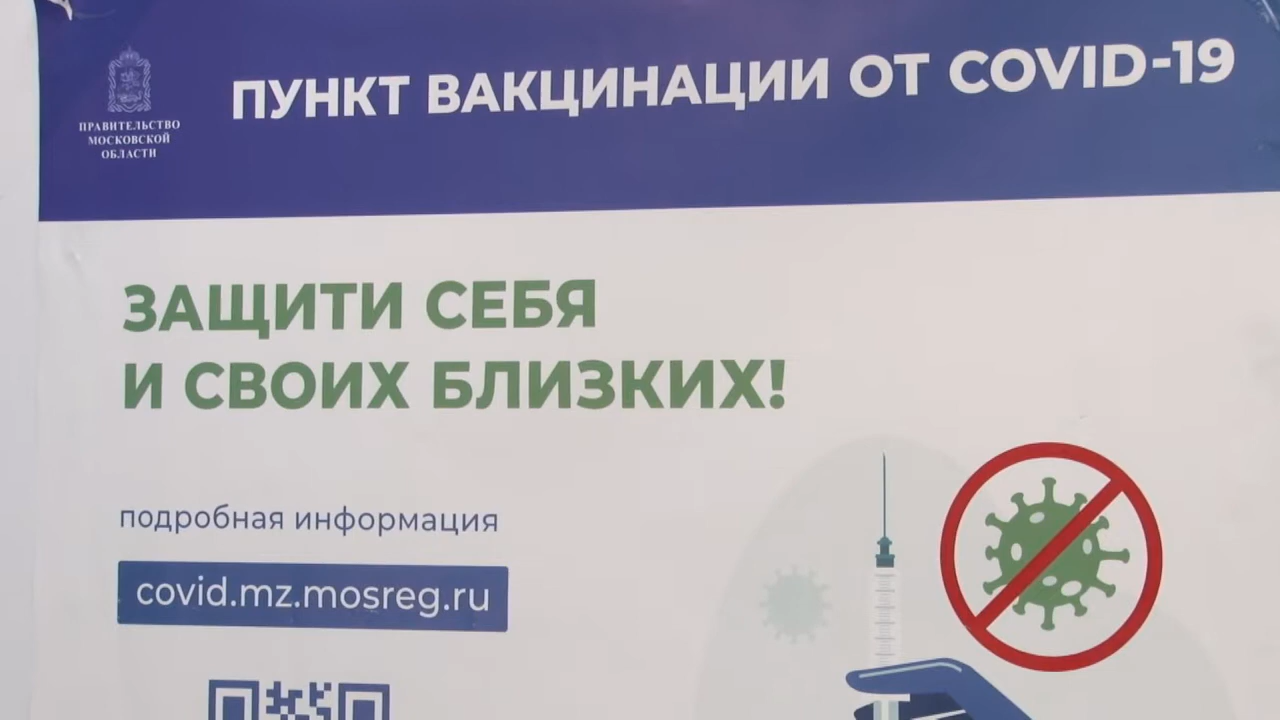 ПРАВИТЕЛЬСТВО
МОСКОВСКОЙ
ОБЛАСТИ
ПУНКТ ВАКЦИНАЦИИ ОТ COVID-19
ЗАЩИТИ СЕБЯ
И СВОИХ БЛИЗКИХ!
подробная информация
covid.mz.mosreg.ru